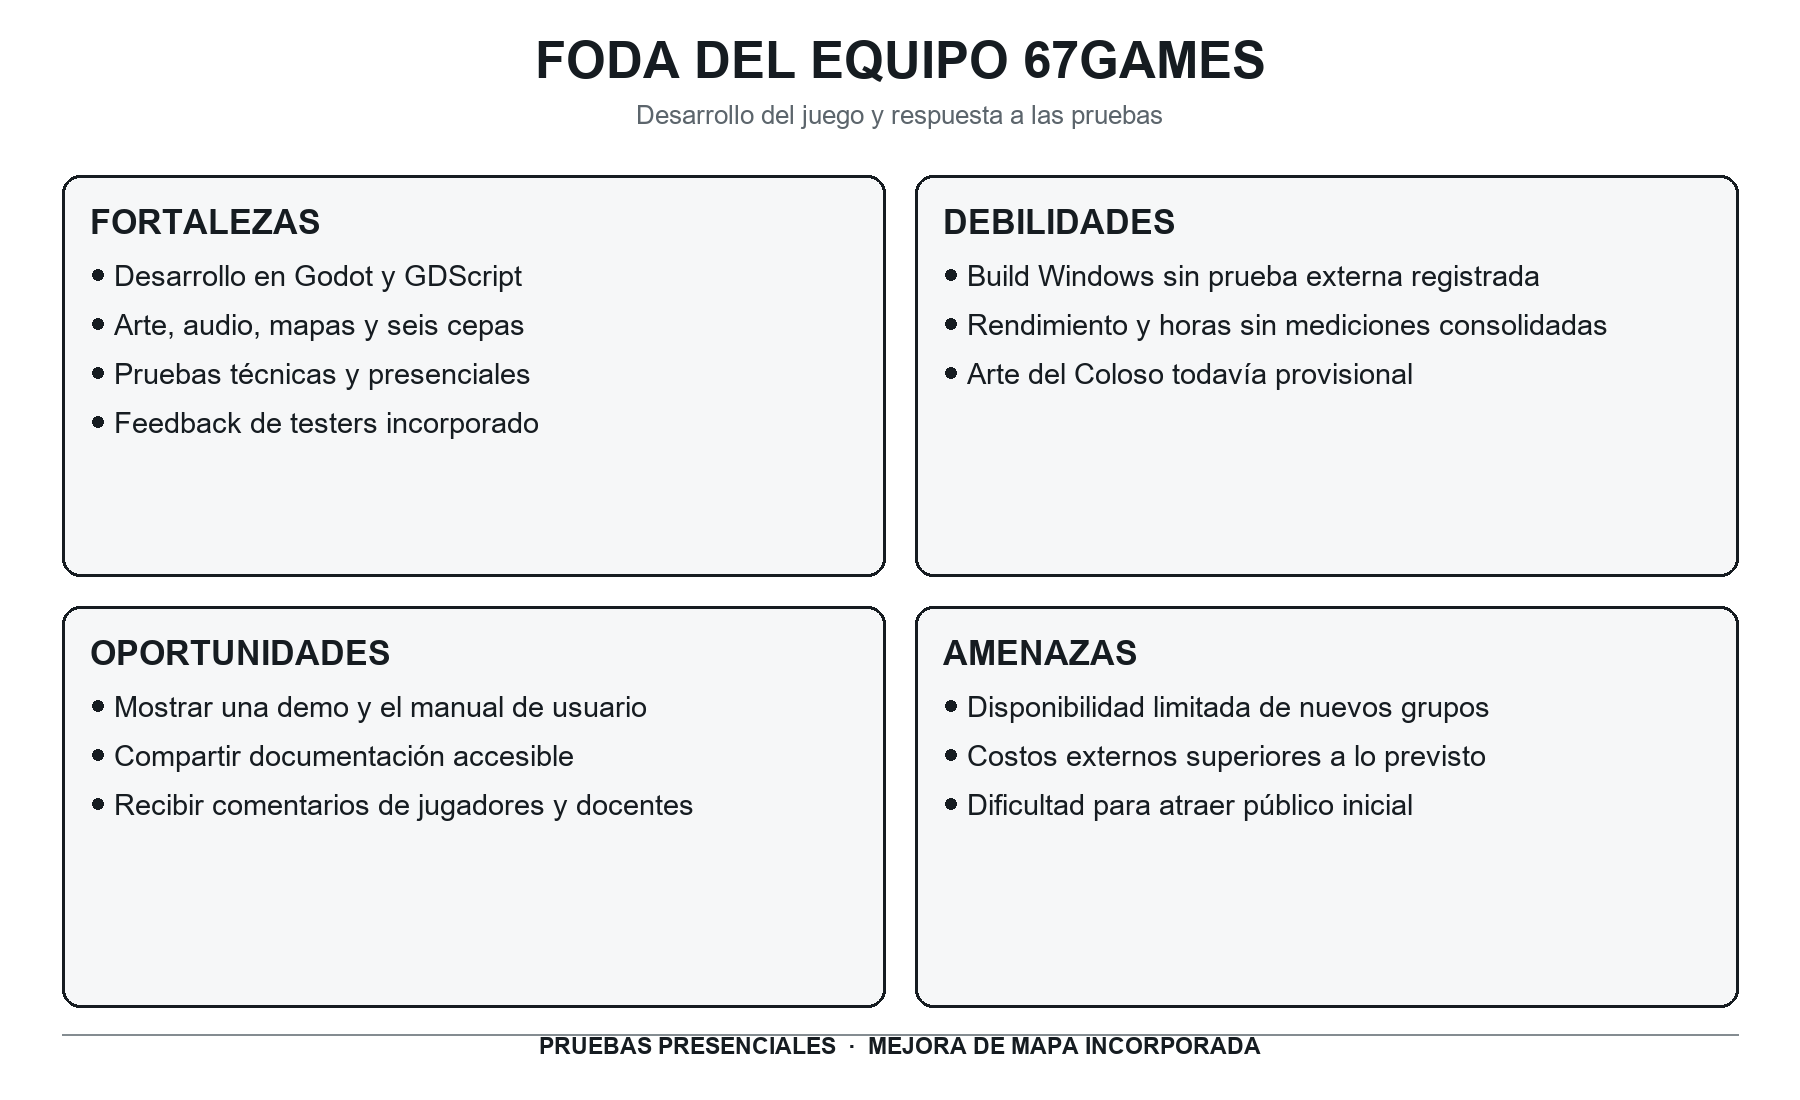 FODA DEL EQUIPO 67GAMES
Desarrollo del juego y respuesta a las pruebas
FORTALEZAS
• Desarrollo en Godot y GDScript
• Arte, audio, mapas y seis cepas
• Pruebas técnicas y presenciales
• Feedback de testers incorporado
DEBILIDADES
• Build Windows sin prueba externa registrada
• Rendimiento y horas sin mediciones consolidadas
• Arte del Coloso todavía provisional
OPORTUNIDADES
• Mostrar una demo y el manual de usuario
• Compartir documentación accesible
• Recibir comentarios de jugadores y docentes
AMENAZAS
• Disponibilidad limitada de nuevos grupos
• Costos externos superiores a lo previsto
• Dificultad para atraer público inicial
PRUEBAS PRESENCIALES · MEJORA DE MAPA INCORPORADA